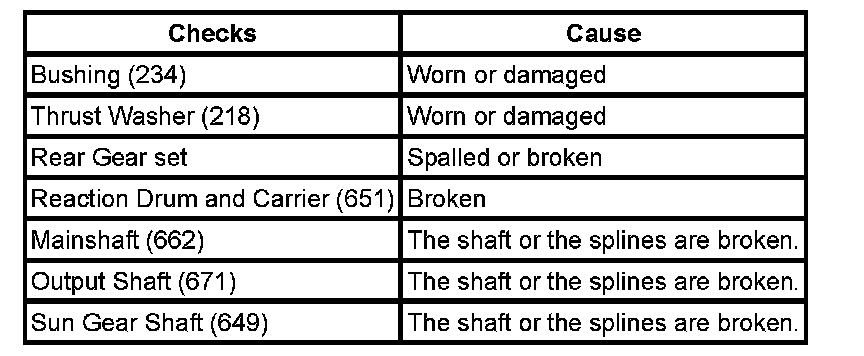 Checks Cause
Bushing (234) Worn or damaged
Thrust Washer (218) Worn or damaged
Rear Gear set Spalled or broken
Reaction Drum and Carrier (651) Broken
Mainshaft (662) The shaft or the splines are broken.
Output Shaft (671) The shaft or the splines are broken.
Sun Gear Shaft (649) The shaft or the splines are broken.